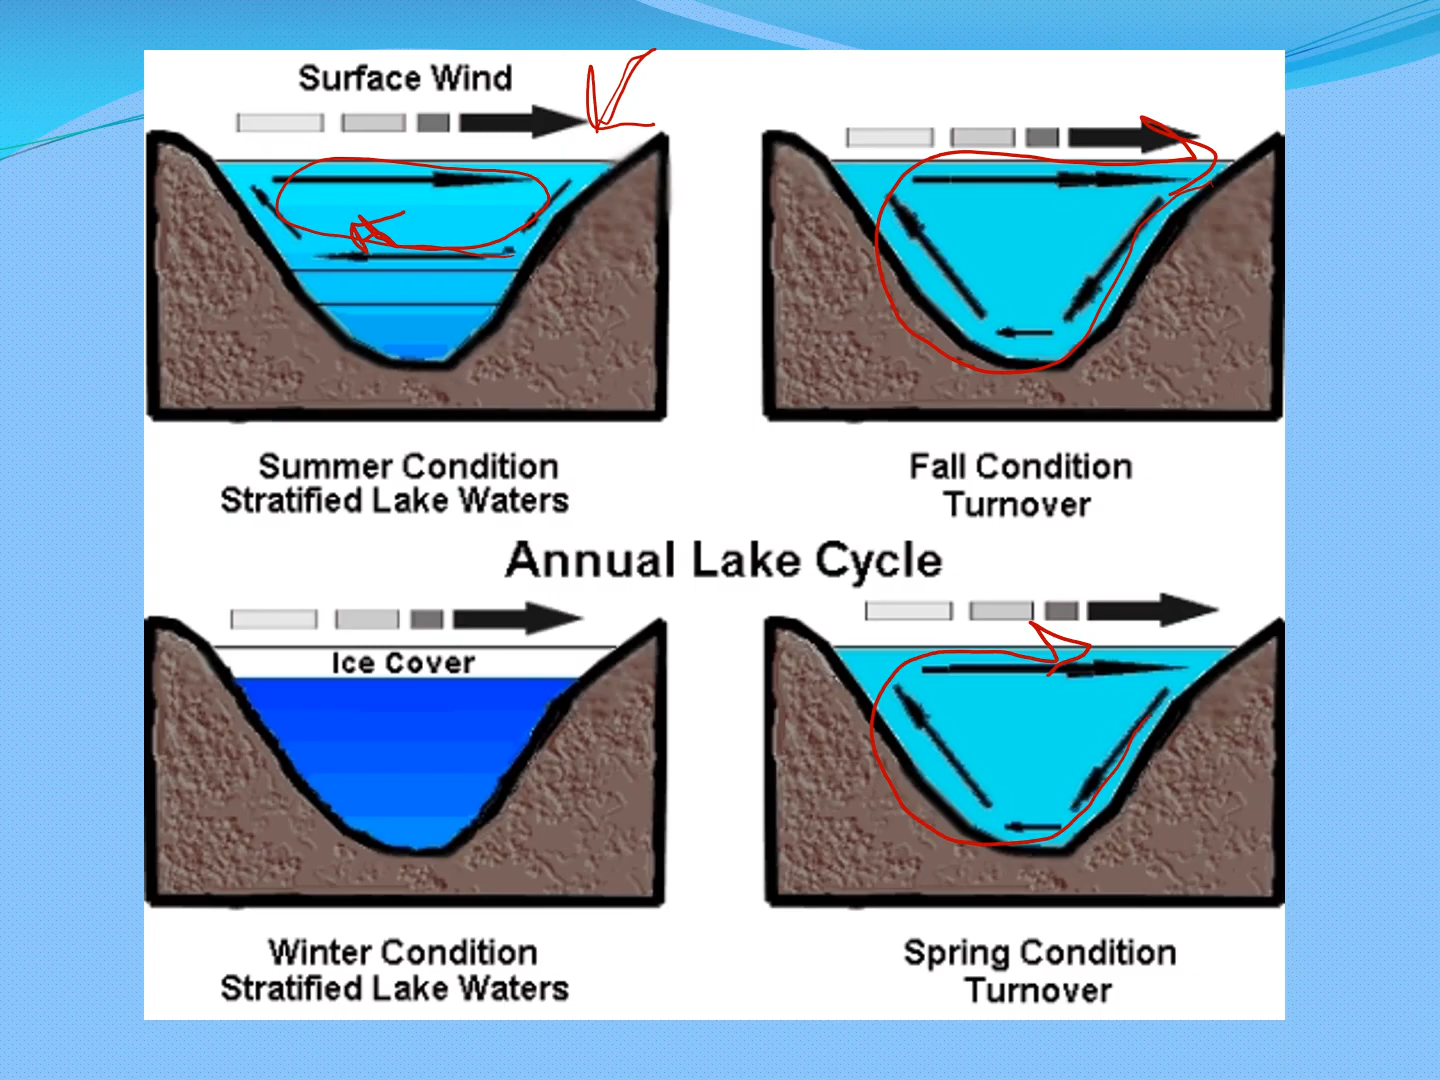 Surface Wind
Summer Condition
Stratified Lake Waters
Fall Condition
Turnover
Annual Lake Cycle
Ice Cover
Winter Condition
Stratified Lake Waters
Spring Condition
Turnover